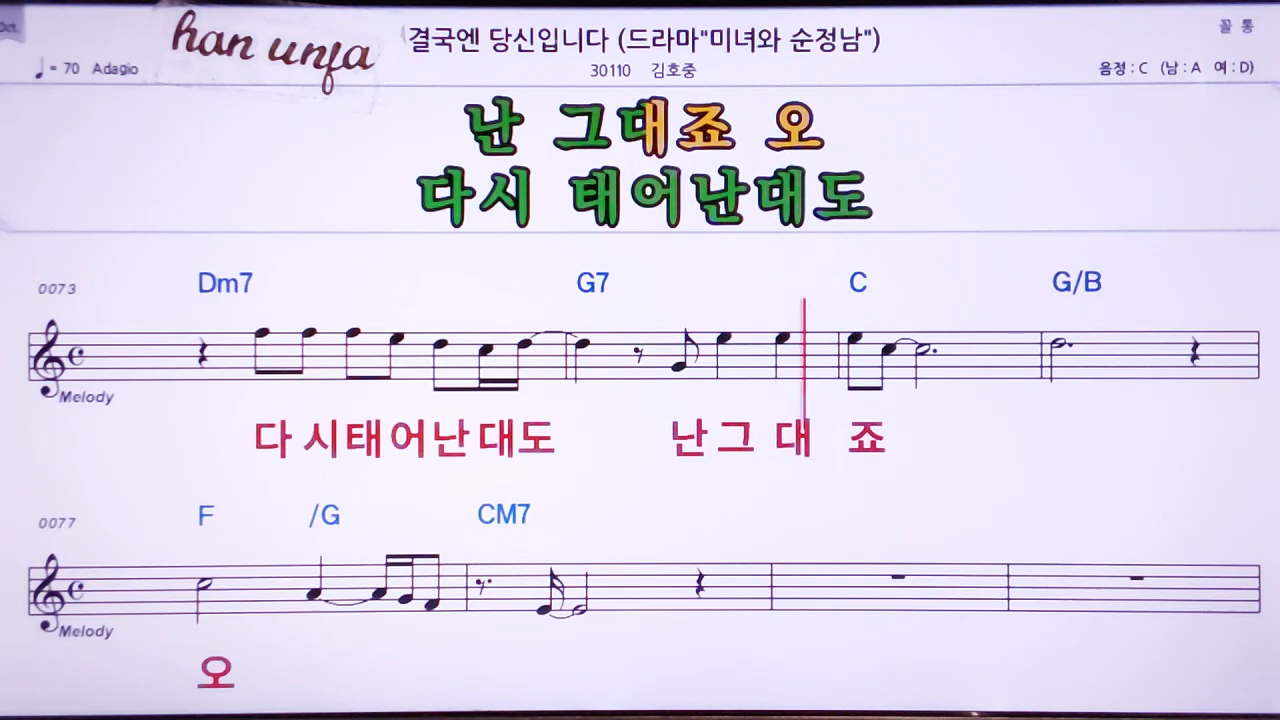 Oct.
han unfa
결국엔 당신입니다 (드라마"미녀와 순정남")
꼴 통
♩= 70 Adagio
30110 김호중
음정 : C (남 : A 여 : D)
난 그대죠 오
다시 태어난대도
0073 Dm7 G7 C G/B
Melody
다 시 태 어 난 대 도 난 그 대 죠
0077 F /G CM7
Melody
오